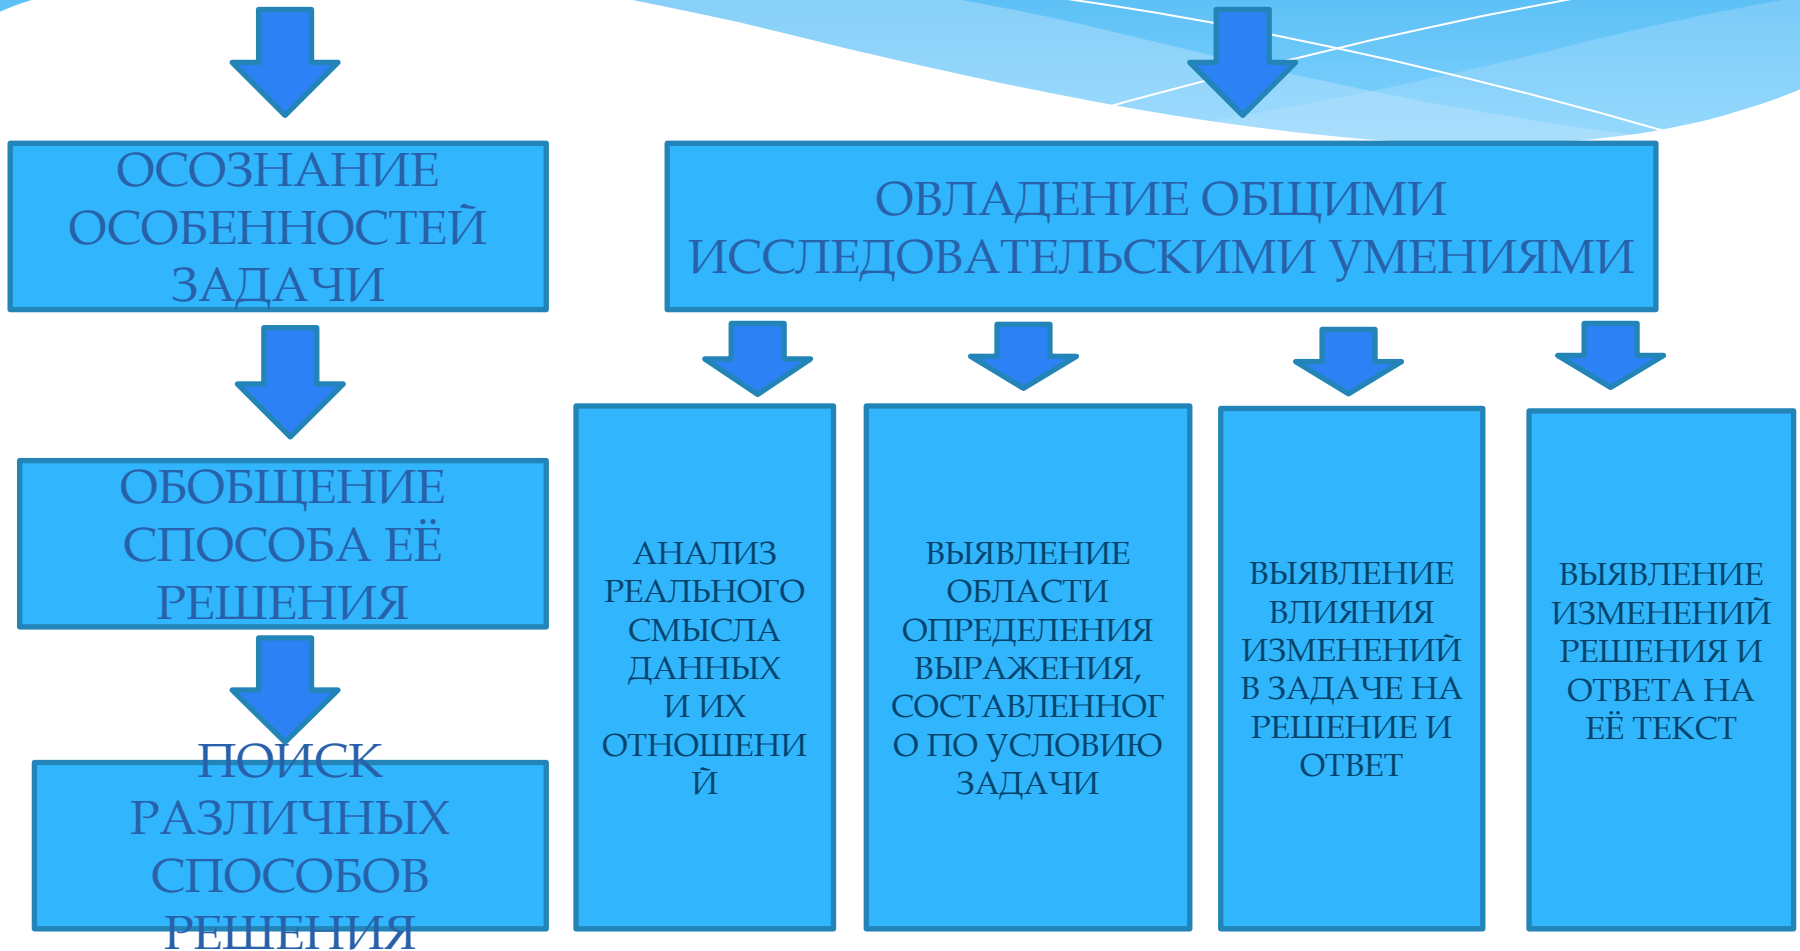 ОСОЗНАНИЕ
ОСОБЕННОСТЕЙ
ЗАДАЧИ
ОВЛАДЕНИЕ ОБЩИМИ
ИССЛЕДОВАТЕЛЬСКИМИ УМЕНИЯМИ
ОБОБЩЕНИЕ
СПОСОБА ЕЁ
РЕШЕНИЯ
ПОИСК
РАЗЛИЧНЫХ
СПОСОБОВ
РЕШЕНИЯ
АНАЛИЗ
РЕАЛЬНОГО
СМЫСЛА
ДАННЫХ
И ИХ
ОТНОШЕНИ
Й
ВЫЯВЛЕНИЕ
ОБЛАСТИ
ОПРЕДЕЛЕНИЯ
ВЫРАЖЕНИЯ,
СОСТАВЛЕННОГ
О ПО УСЛОВИЮ
ЗАДАЧИ
ВЫЯВЛЕНИЕ
ВЛИЯНИЯ
ИЗМЕНЕНИЙ
В ЗАДАЧЕ НА
РЕШЕНИЕ И
ОТВЕТ
ВЫЯВЛЕНИЕ
ИЗМЕНЕНИЙ
РЕШЕНИЯ И
ОТВЕТА НА
ЕЁ ТЕКСТ